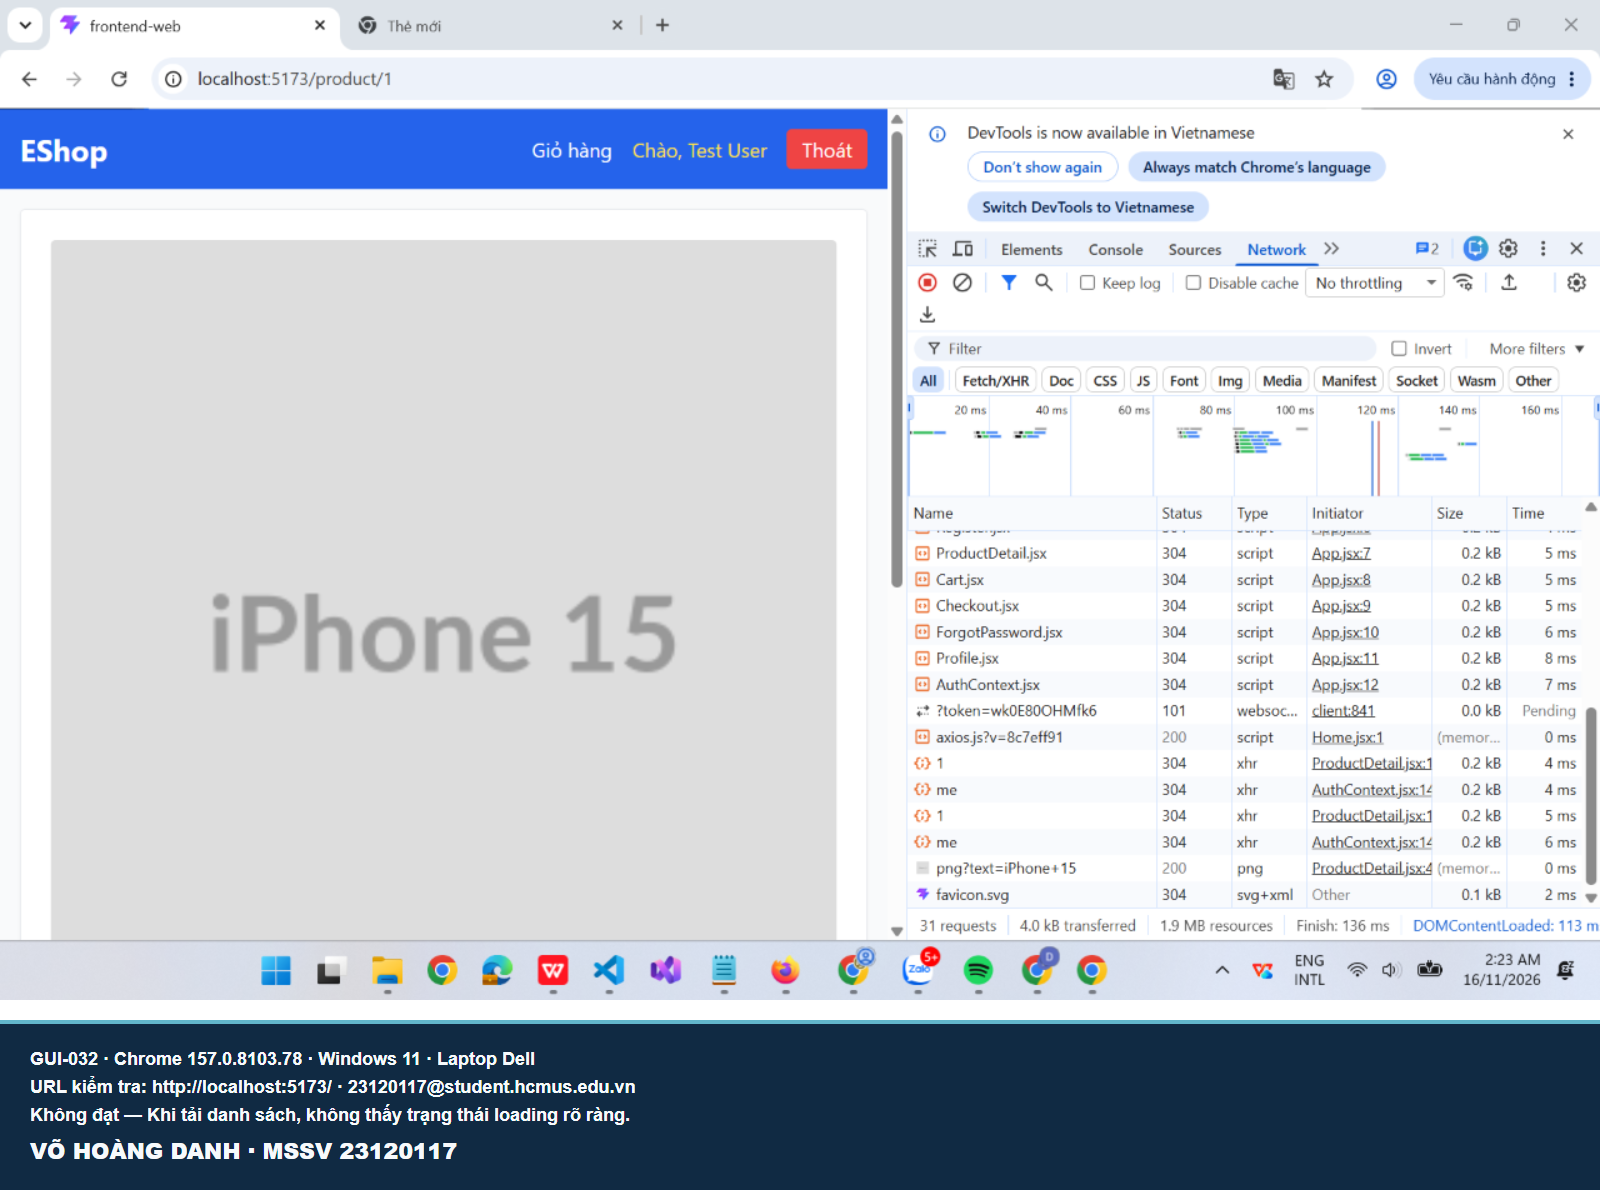 frontend-web
Thẻ mới
localhost:5173/product/1
Yêu cầu hành động
EShop
Giỏ hàng
Chào, Test User
Thoát
iPhone 15
DevTools is now available in Vietnamese
Don't show again
Always match Chrome's language
Switch DevTools to Vietnamese
Elements Console Sources Network 2
Keep log Disable cache No throttling
Filter Invert More filters
All Fetch/XHR Doc CSS JS Font Img Media Manifest Socket Wasm Other
20 ms 40 ms 60 ms 80 ms 100 ms 120 ms 140 ms 160 ms
Name Status Type Initiator Size Time
ProductDetail.jsx 304 script App.jsx:7 0.2 kB 5 ms
Cart.jsx 304 script App.jsx:8 0.2 kB 5 ms
Checkout.jsx 304 script App.jsx:9 0.2 kB 5 ms
ForgotPassword.jsx 304 script App.jsx:10 0.2 kB 6 ms
Profile.jsx 304 script App.jsx:11 0.2 kB 8 ms
AuthContext.jsx 304 script App.jsx:12 0.2 kB 7 ms
?token=wk0E80OHMfk6 101 websoc... client:841 0.0 kB Pending
axios.js?v=8c7eff91 200 script Home.jsx:1 (memor... 0 ms
1 304 xhr ProductDetail.jsx:1 0.2 kB 4 ms
me 304 xhr AuthContext.jsx:14 0.2 kB 4 ms
1 304 xhr ProductDetail.jsx:1 0.2 kB 5 ms
me 304 xhr AuthContext.jsx:14 0.2 kB 6 ms
png?text=iPhone+15 200 png ProductDetail.jsx:4 (memor... 0 ms
favicon.svg 304 svg+xml Other 0.1 kB 2 ms
31 requests 4.0 kB transferred 1.9 MB resources Finish: 136 ms DOMContentLoaded: 113 m
Zalo 5+ D
ENG
INTL
2:23 AM
16/11/2026
GUI-032 · Chrome 157.0.8103.78 · Windows 11 · Laptop Dell
URL kiểm tra: http://localhost:5173/ · 23120117@student.hcmus.edu.vn
Không đạt — Khi tải danh sách, không thấy trạng thái loading rõ ràng.
VÕ HOÀNG DANH · MSSV 23120117